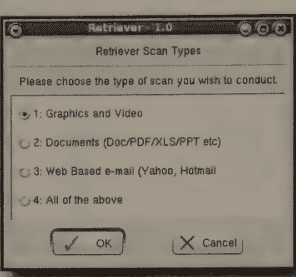 Retriever 1.0
Retriever Scan Types
Please choose the type of scan you wish to conduct.
1: Graphics and Video
2: Documents (Doc/PDF/XLS/PPT etc)
3: Web Based e-mail (Yahoo, Hotmail
4: All of the above
OK
Cancel